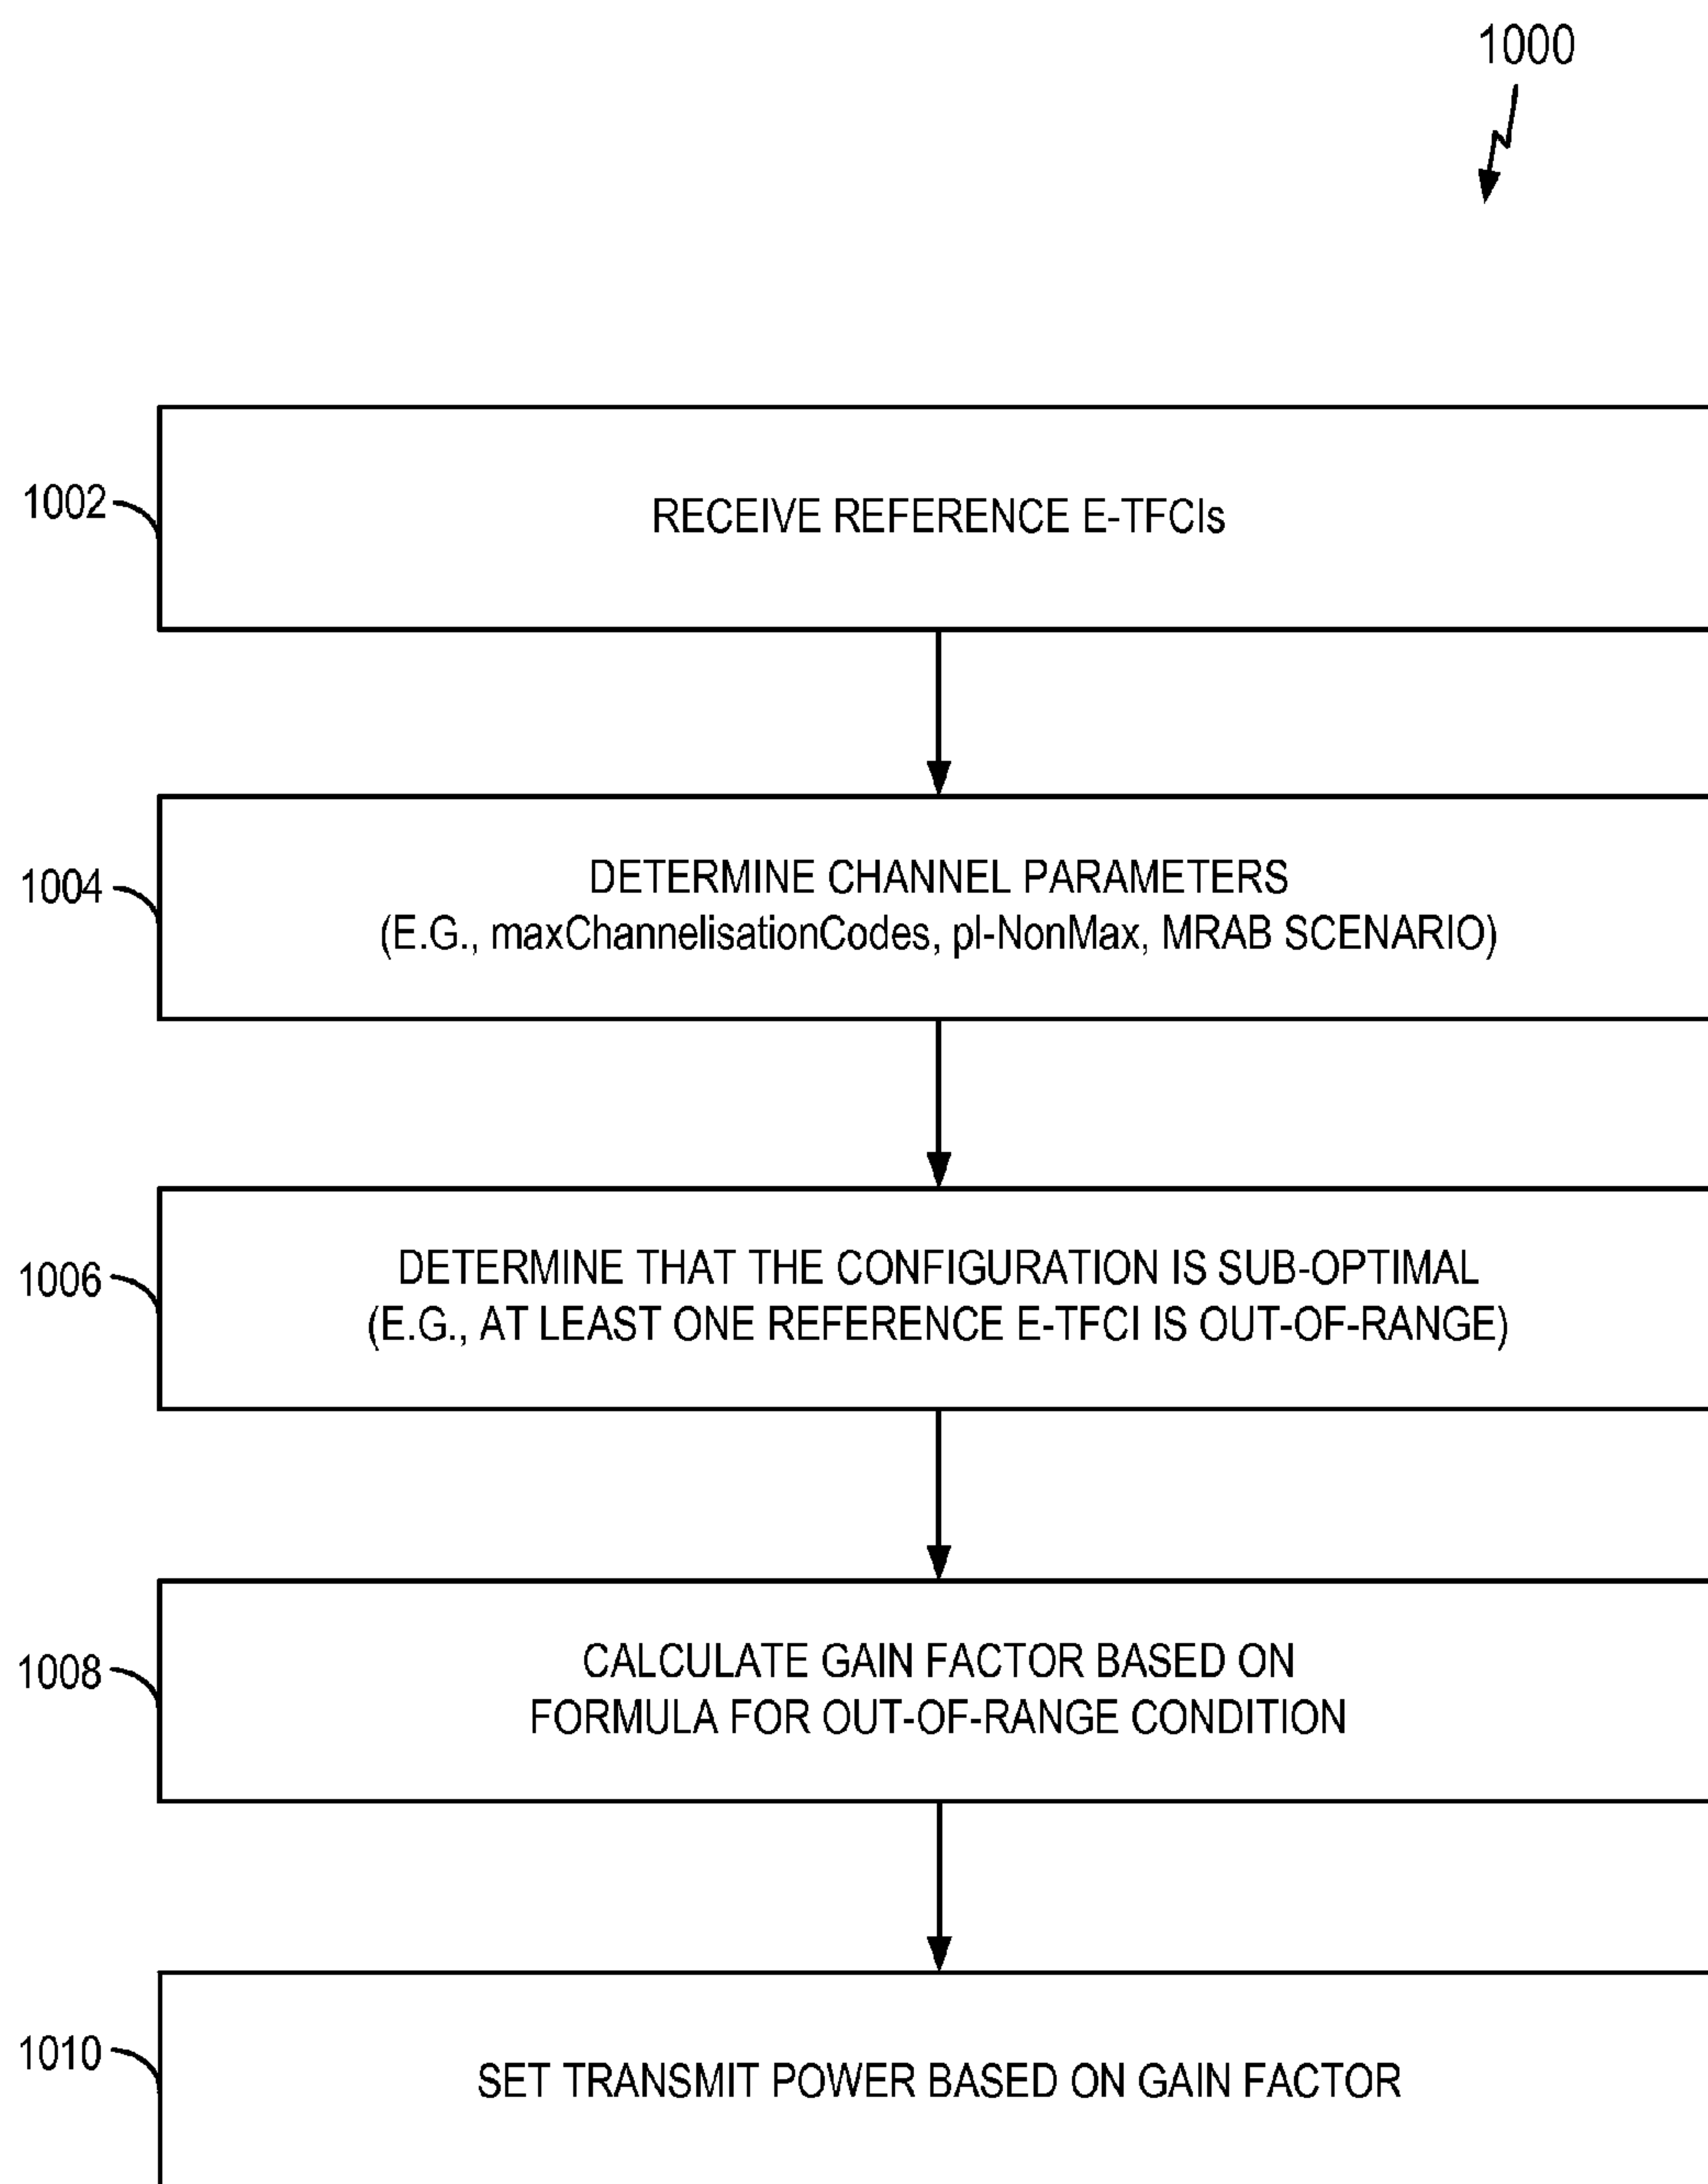 1000
1002
RECEIVE REFERENCE E-TFCIs
1004
DETERMINE CHANNEL PARAMETERS
(E.G., maxChannelisationCodes, pl-NonMax, MRAB SCENARIO)
1006
DETERMINE THAT THE CONFIGURATION IS SUB-OPTIMAL
(E.G., AT LEAST ONE REFERENCE E-TFCI IS OUT-OF-RANGE)
1008
CALCULATE GAIN FACTOR BASED ON
FORMULA FOR OUT-OF-RANGE CONDITION
1010
SET TRANSMIT POWER BASED ON GAIN FACTOR